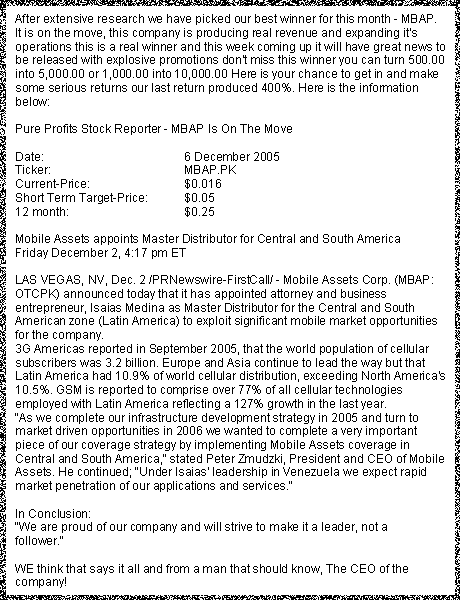 After extensive research we have picked our best winner for this month - MBAP.
It is on the move, this company is producing real revenue and expanding it's
operations this is a real winner and this week coming up it will have great news to
be released with explosive promotions don't miss this winner you can turn 500.00
into 5,000.00 or 1,000.00 into 10,000.00 Here is your chance to get in and make
some serious returns our last return produced 400%. Here is the information
below:
Pure Profits Stock Reporter - MBAP Is On The Move
Date: 6 December 2005
Ticker: MBAP.PK
Current-Price: $0.016
Short Term Target-Price: $0.05
12 month: $0.25
Mobile Assets appoints Master Distributor for Central and South America
Friday December 2, 4:17 pm ET
LAS VEGAS, NV, Dec. 2 /PRNewswire-FirstCall/ - Mobile Assets Corp. (MBAP:
OTCPK) announced today that it has appointed attorney and business
entrepreneur, Isaias Medina as Master Distributor for the Central and South
American zone (Latin America) to exploit significant mobile market opportunities
for the company.
3G Americas reported in September 2005, that the world population of cellular
subscribers was 3.2 billion. Europe and Asia continue to lead the way but that
Latin America had 10.9% of world cellular distribution, exceeding North America's
10.5%. GSM is reported to comprise over 77% of all cellular technologies
employed with Latin America reflecting a 127% growth in the last year.
"As we complete our infrastructure development strategy in 2005 and turn to
market driven opportunities in 2006 we wanted to complete a very important
piece of our coverage strategy by implementing Mobile Assets coverage in
Central and South America," stated Peter Zmudzki, President and CEO of Mobile
Assets. He continued; "Under Isaias' leadership in Venezuela we expect rapid
market penetration of our applications and services."
In Conclusion:
"We are proud of our company and will strive to make it a leader, not a
follower."
WE think that says it all and from a man that should know, The CEO of the
company!